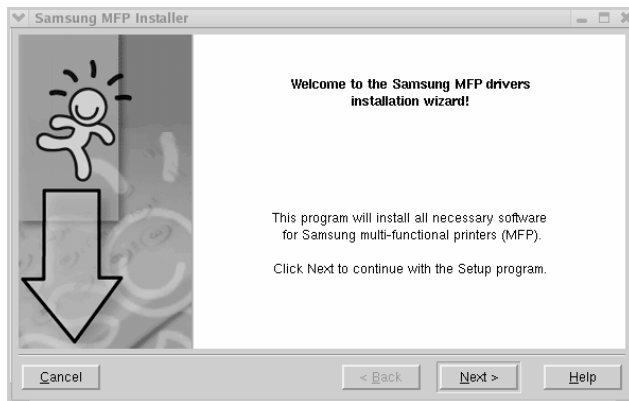 Samsung MFP Installer
Welcome to the Samsung MFP drivers
installation wizard!
This program will install all necessary software
for Samsung multi-functional printers (MFP).
Click Next to continue with the Setup program.
Cancel
< Back
Next >
Help